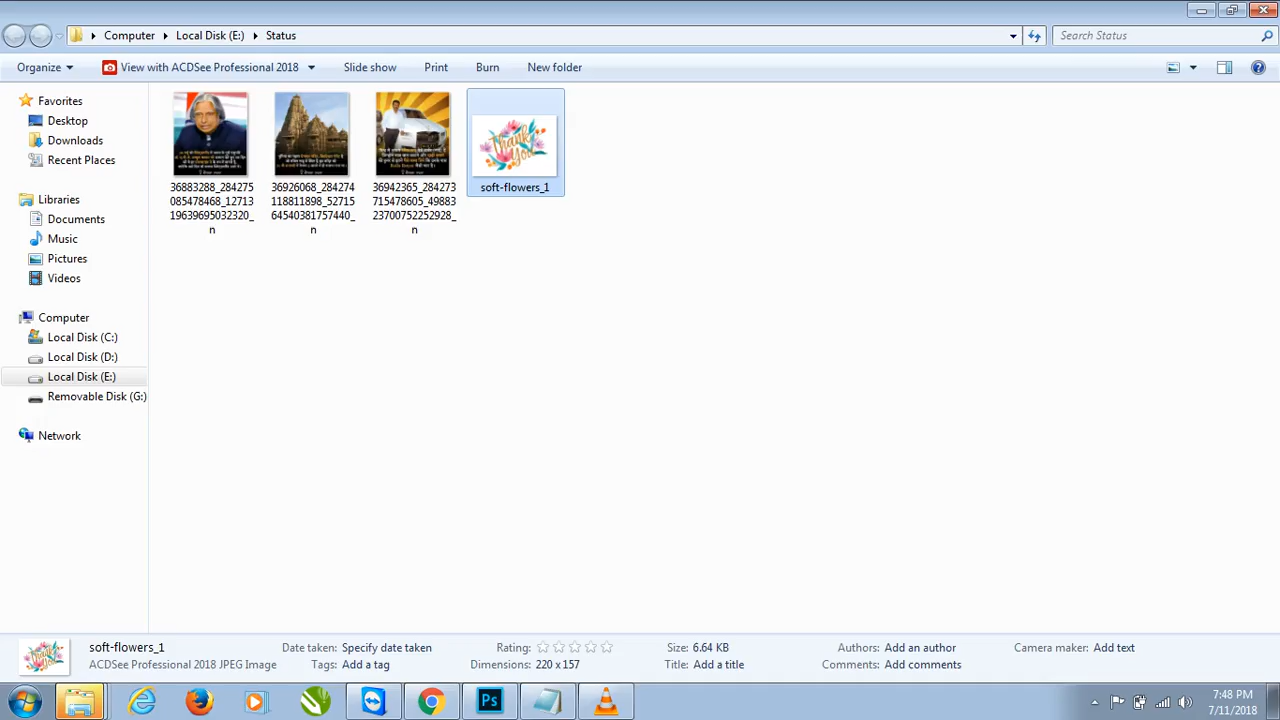 Computer Local Disk (E:) Status
Search Status
Organize View with ACDSee Professional 2018 Slide show Print Burn New folder
Favorites
Desktop
Downloads
Recent Places
Libraries
Documents
Music
Pictures
Videos
Computer
Local Disk (C:)
Local Disk (D:)
Local Disk (E:)
Removable Disk (G:)
Network
36883288_284275
085478468_12713
19639695032320_
n
36926068_284274
118811898_52715
64540381757440_
n
36942365_284273
715478605_49883
23700752252928_
n
Thank
you
soft-flowers_1
soft-flowers_1
ACDSee Professional 2018 JPEG Image
Date taken: Specify date taken
Tags: Add a tag
Rating:
Dimensions: 220 x 157
Size: 6.64 KB
Title: Add a title
Authors: Add an author
Comments: Add comments
Camera maker: Add text
Ps
7:48 PM
7/11/2018